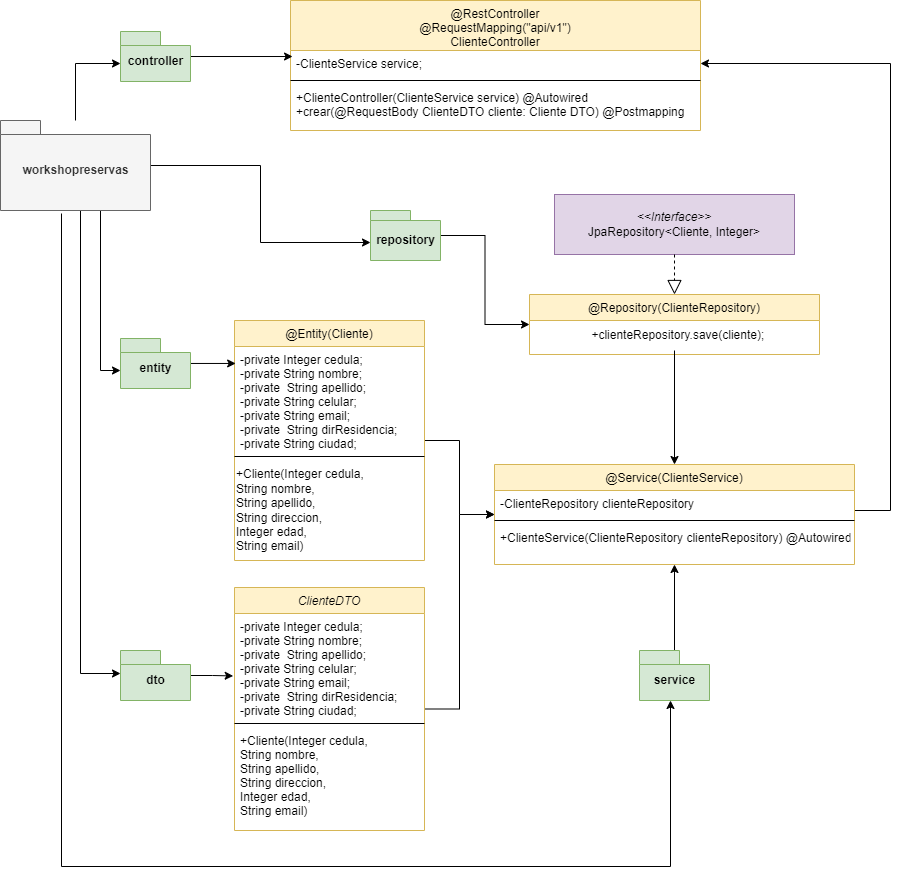 @RestController
@RequestMapping("api/v1")
ClienteController
-ClienteService service;
+ClienteController(ClienteService service) @Autowired
+crear(@RequestBody ClienteDTO cliente: Cliente DTO) @Postmapping
controller
workshopreservas
repository
<<Interface>>
JpaRepository<Cliente, Integer>
@Repository(ClienteRepository)
+clienteRepository.save(cliente);
entity
@Entity(Cliente)
-private Integer cedula;
-private String nombre;
-private  String apellido;
-private String celular;
-private String email;
-private  String dirResidencia;
-private String ciudad;
+Cliente(Integer cedula,
String nombre,
String apellido,
String direccion,
Integer edad,
String email)
@Service(ClienteService)
-ClienteRepository clienteRepository
+ClienteService(ClienteRepository clienteRepository) @Autowired
dto
ClienteDTO
-private Integer cedula;
-private String nombre;
-private  String apellido;
-private String celular;
-private String email;
-private  String dirResidencia;
-private String ciudad;
+Cliente(Integer cedula,
String nombre,
String apellido,
String direccion,
Integer edad,
String email)
service